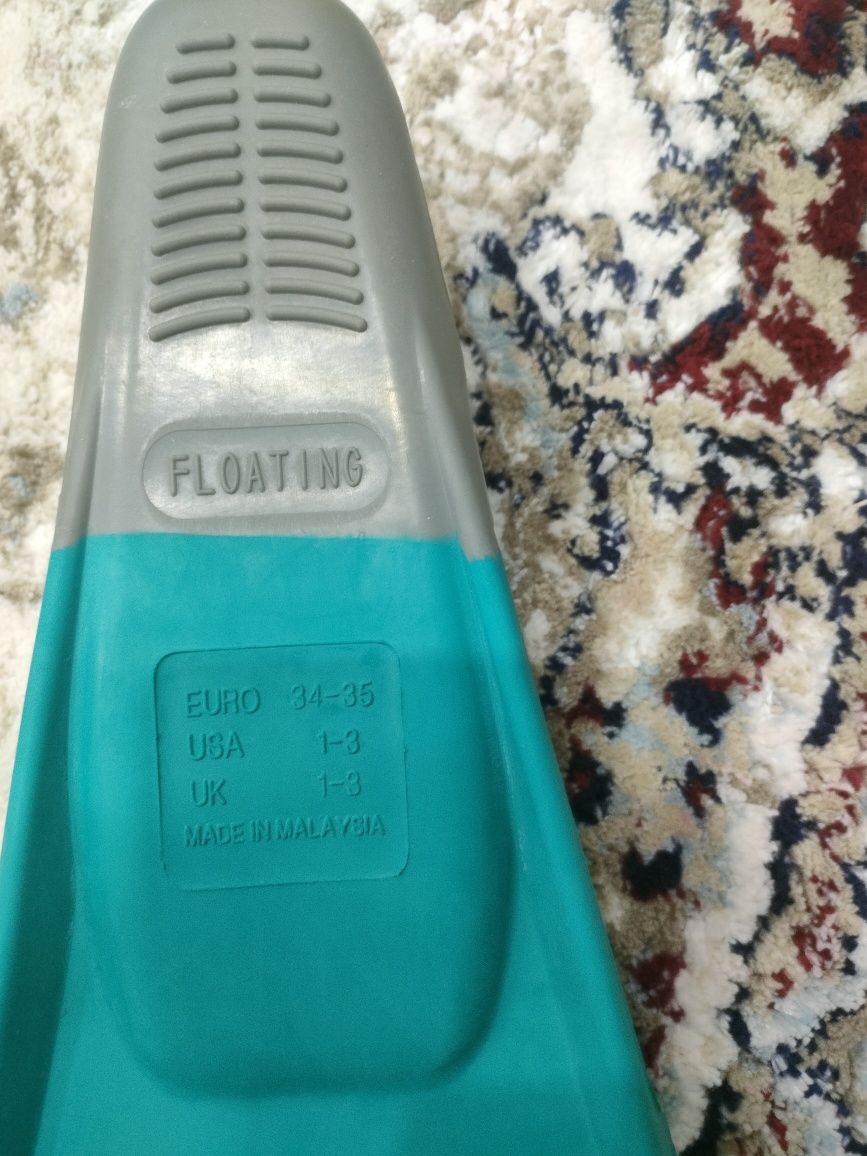 FLOATING
EURO 34-35
USA 1-3
UK 1-3
MADE IN MALAYSIA